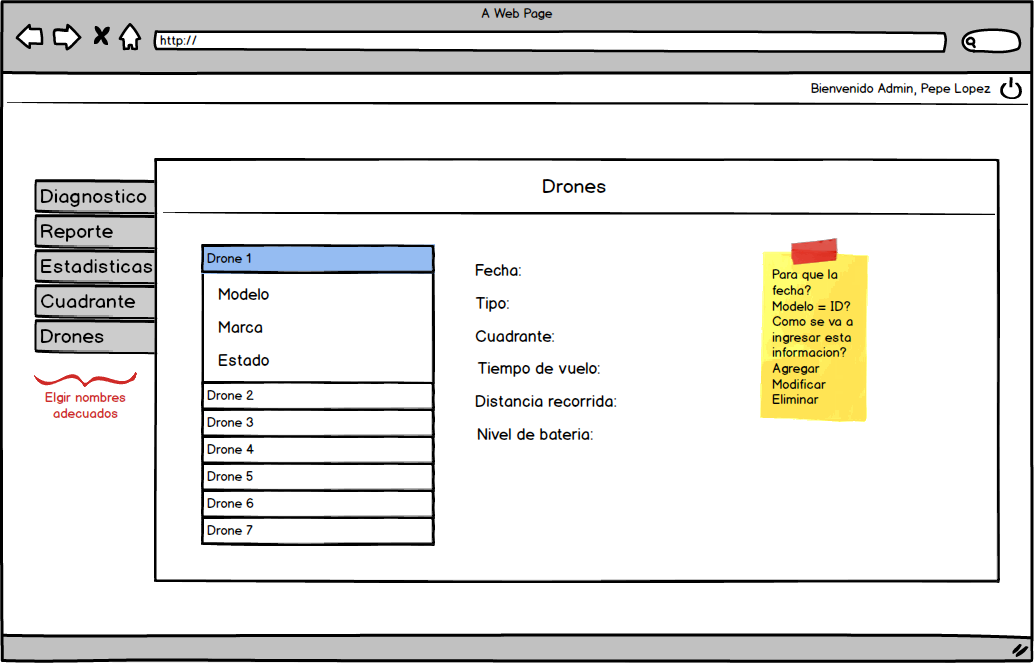 A Web Page
http://
Bienvenido Admin, Pepe Lopez
Drones
Diagnostico
Reporte
Estadisticas
Cuadrante
Drones
Elgir nombres
adecuados
Drone 1
Modelo
Marca
Estado
Drone 2
Drone 3
Drone 4
Drone 5
Drone 6
Drone 7
Fecha:
Tipo:
Cuadrante:
Tiempo de vuelo:
Distancia recorrida:
Nivel de bateria:
Para que la
fecha?
Modelo = ID?
Como se va a
ingresar esta
informacion?
Agregar
Modificar
Eliminar